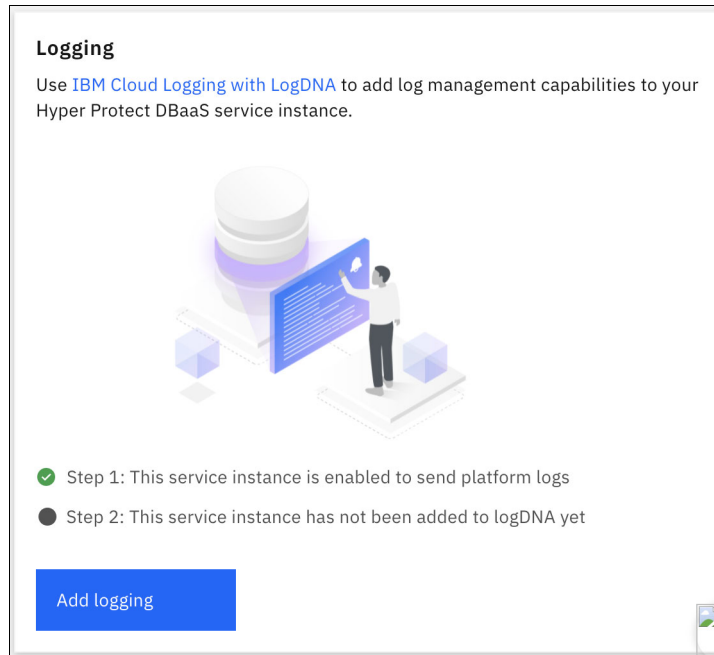 Logging
Use IBM Cloud Logging with LogDNA to add log management capabilities to your
Hyper Protect DBaaS service instance.
Step 1: This service instance is enabled to send platform logs
Step 2: This service instance has not been added to logDNA yet
Add logging